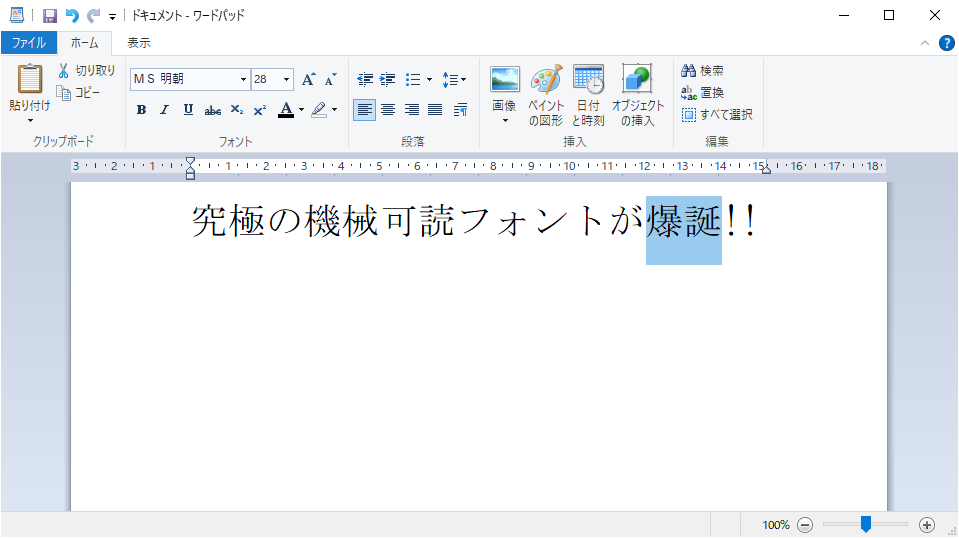 ドキュメント - ワードパッド
ファイル ホーム 表示
貼り付け
切り取り
コピー
クリップボード
ＭＳ 明朝 28
B I U abc X₂ X² A
フォント
段落
画像
ペイントの図形
日付と時刻
オブジェクトの挿入
挿入
検索
置換
すべて選択
編集
3 2 1 1 2 3 4 5 6 7 8 9 10 11 12 13 14 15 16 17 18
究極の機械可読フォントが爆誕!!
100%